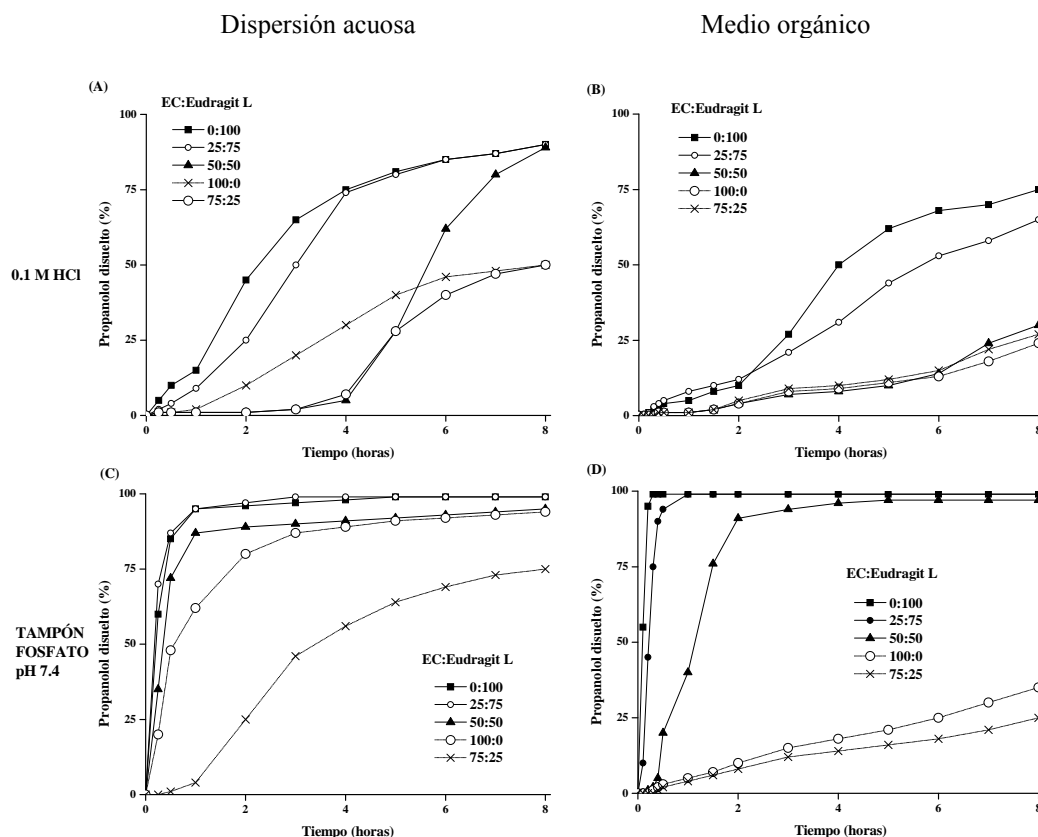 Dispersión acuosa
Medio orgánico
(A)
EC:Eudragit L
0:100
25:75
50:50
100:0
75:25
Propanolol disuelto (%)
100
75
50
25
0
0 2 4 6 8
Tiempo (horas)
(B)
EC:Eudragit L
0:100
25:75
50:50
100:0
75:25
Propanolol disuelto (%)
100
75
50
25
0
0 2 4 6 8
Tiempo (horas)
0.1 M HCl
(C)
EC:Eudragit L
0:100
25:75
50:50
100:0
75:25
Propanolol disuelto (%)
100
75
50
25
0
0 2 4 6 8
Tiempo (horas)
(D)
EC:Eudragit L
0:100
25:75
50:50
100:0
75:25
Propanolol disuelto (%)
100
75
50
25
0
0 2 4 6 8
Tiempo (horas)
TAMPÓN
FOSFATO
pH 7.4